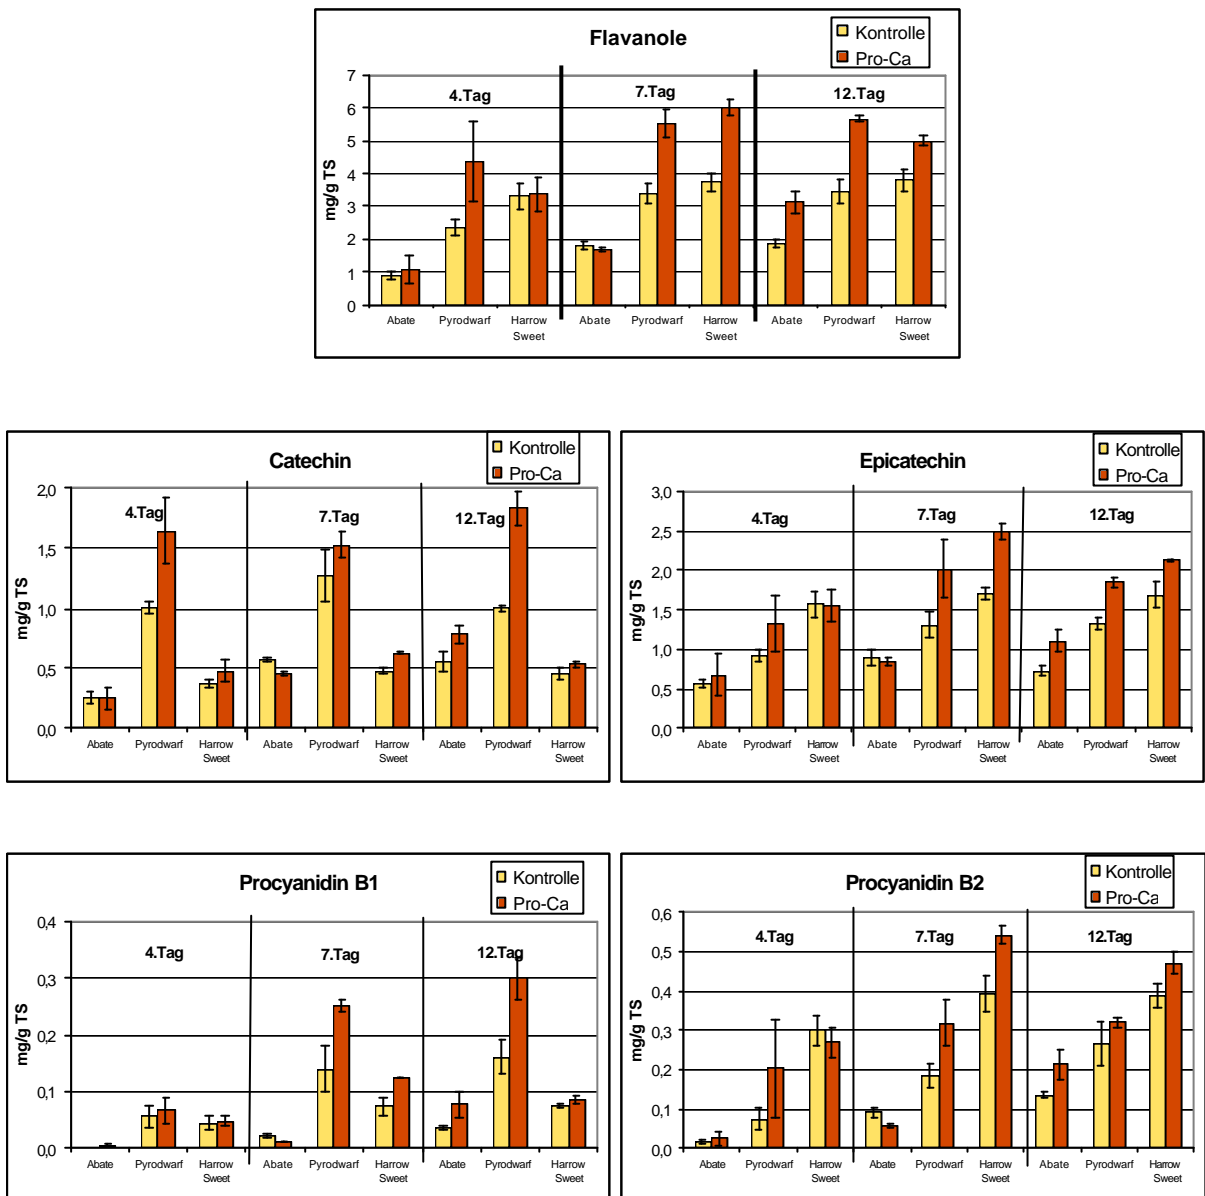 Flavanole
Kontrolle
Pro-Ca
mg/g TS
7
6
5
4
3
2
1
0
4.Tag
7.Tag
12.Tag
Abate Pyrodwarf Harrow Sweet Abate Pyrodwarf Harrow Sweet Abate Pyrodwarf Harrow Sweet
Catechin
Kontrolle
Pro-Ca
mg/g TS
2,0
1,5
1,0
0,5
0,0
4.Tag
7.Tag
12.Tag
Abate Pyrodwarf Harrow Sweet Abate Pyrodwarf Harrow Sweet Abate Pyrodwarf Harrow Sweet
Epicatechin
Kontrolle
Pro-Ca
mg/g TS
3,0
2,5
2,0
1,5
1,0
0,5
0,0
4.Tag
7.Tag
12.Tag
Abate Pyrodwarf Harrow Sweet Abate Pyrodwarf Harrow Sweet Abate Pyrodwarf Harrow Sweet
Procyanidin B1
Kontrolle
Pro-Ca
mg/g TS
0,4
0,3
0,2
0,1
0,0
4.Tag
7.Tag
12.Tag
Abate Pyrodwarf Harrow Sweet Abate Pyrodwarf Harrow Sweet Abate Pyrodwarf Harrow Sweet
Procyanidin B2
Kontrolle
Pro-Ca
mg/g TS
0,6
0,5
0,4
0,3
0,2
0,1
0,0
4.Tag
7.Tag
12.Tag
Abate Pyrodwarf Harrow Sweet Abate Pyrodwarf Harrow Sweet Abate Pyrodwarf Harrow Sweet